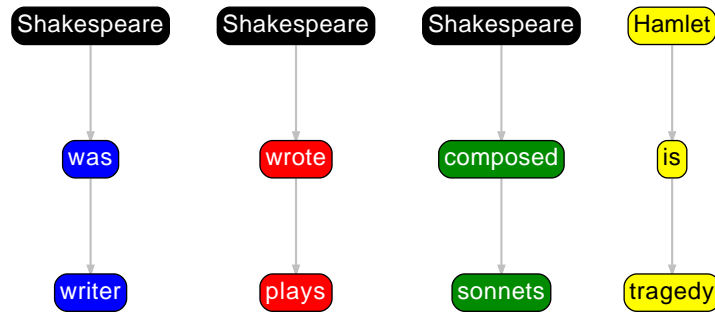 Shakespeare Shakespeare Shakespeare Hamlet
was wrote composed is
writer plays sonnets tragedy